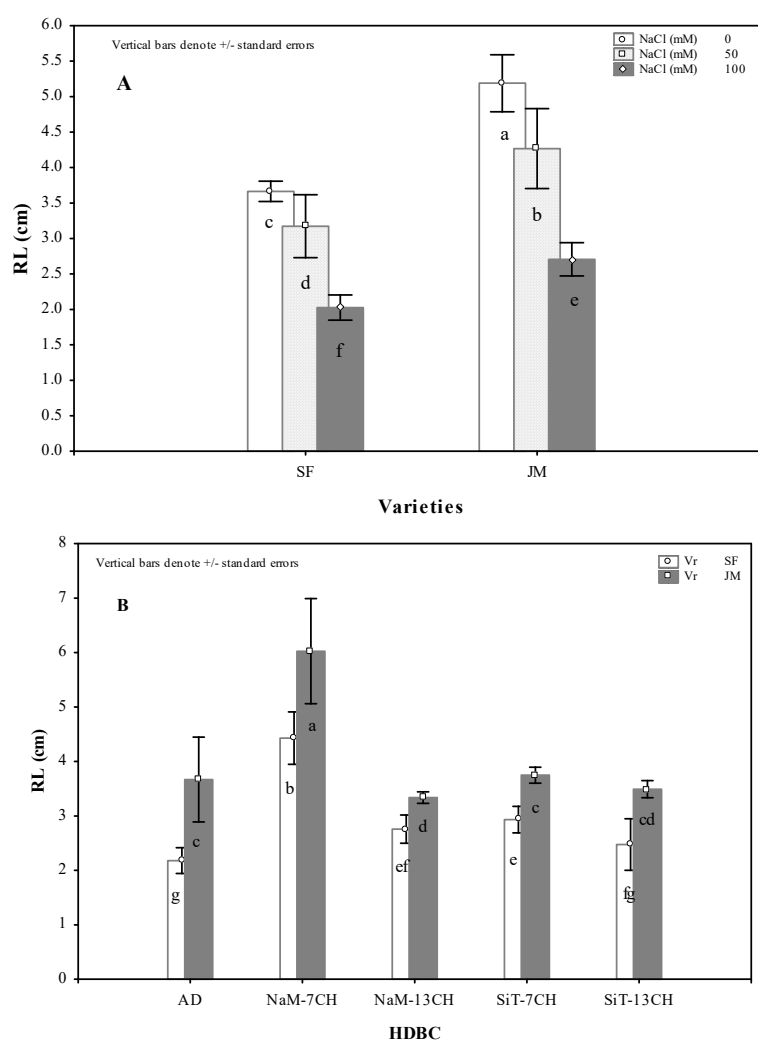 Vertical bars denote +/- standard errors
NaCl (mM) 0
NaCl (mM) 50
NaCl (mM) 100
A
6.0
5.5
5.0
4.5
4.0
3.5
3.0
2.5
2.0
1.5
1.0
0.5
0.0
RL (cm)
c
d
f
a
b
e
SF
JM
Varieties
Vertical bars denote +/- standard errors
Vr SF
Vr JM
B
8
7
6
5
4
3
2
1
0
RL (cm)
g
c
b
a
ef
d
e
c
fg
cd
AD
NaM-7CH
NaM-13CH
SiT-7CH
SiT-13CH
HDBC